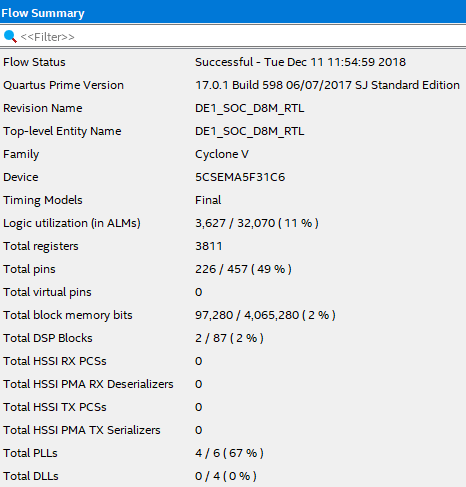 Flow Summary
<<Filter>>
Flow Status Successful - Tue Dec 11 11:54:59 2018
Quartus Prime Version 17.0.1 Build 598 06/07/2017 SJ Standard Edition
Revision Name DE1_SOC_D8M_RTL
Top-level Entity Name DE1_SOC_D8M_RTL
Family Cyclone V
Device 5CSEMA5F31C6
Timing Models Final
Logic utilization (in ALMs) 3,627 / 32,070 ( 11 % )
Total registers 3811
Total pins 226 / 457 ( 49 % )
Total virtual pins 0
Total block memory bits 97,280 / 4,065,280 ( 2 % )
Total DSP Blocks 2 / 87 ( 2 % )
Total HSSI RX PCSs 0
Total HSSI PMA RX Deserializers 0
Total HSSI TX PCSs 0
Total HSSI PMA TX Serializers 0
Total PLLs 4 / 6 ( 67 % )
Total DLLs 0 / 4 ( 0 % )